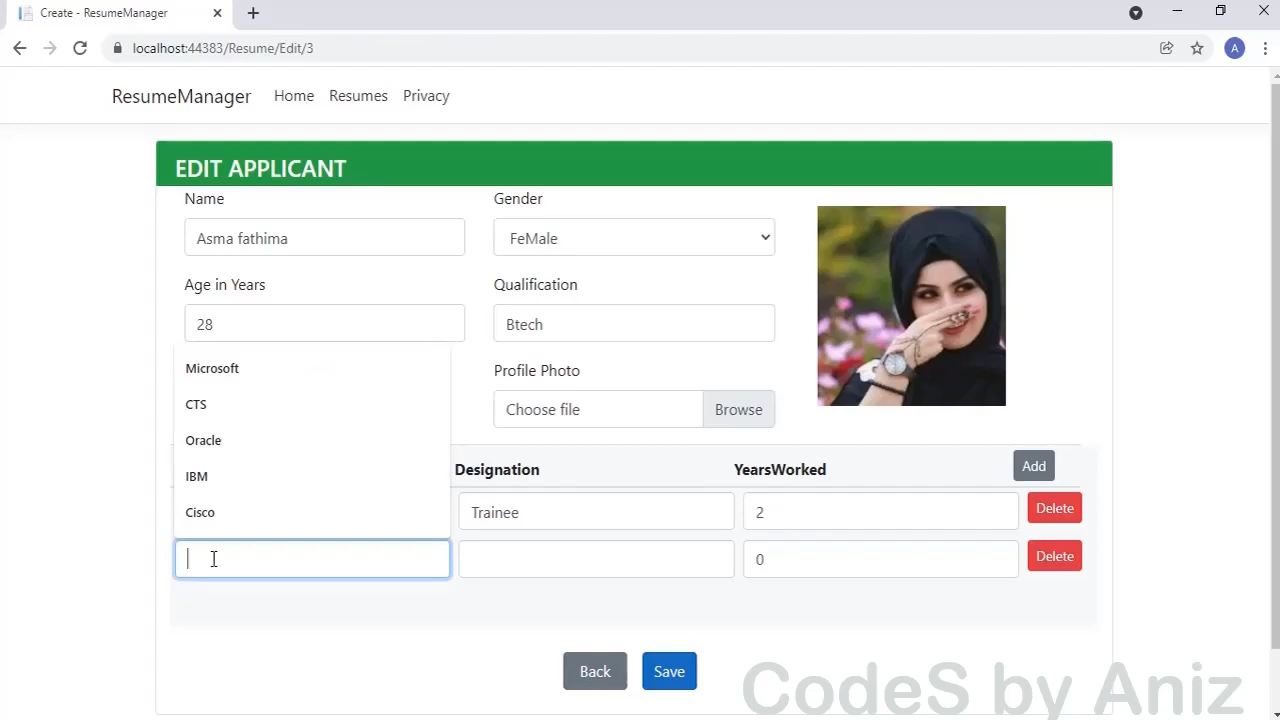 Create - ResumeManager
localhost:44383/Resume/Edit/3
A
ResumeManager Home Resumes Privacy
EDIT APPLICANT
Name Gender
Asma fathima FeMale
Age in Years Qualification
28 Btech
Microsoft Profile Photo
CTS Choose file Browse
Oracle
IBM Designation YearsWorked Add
Cisco Trainee 2 Delete
0 Delete
Back Save
CodeS by Aniz